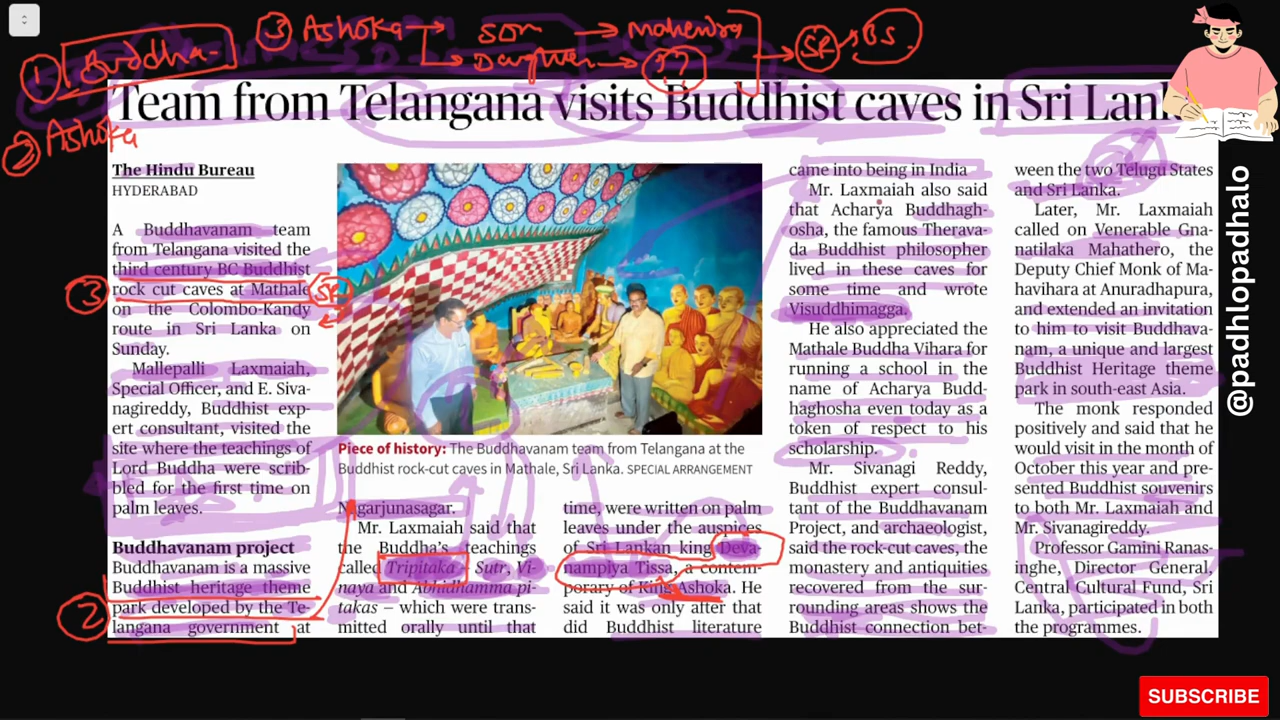 ③ Ashoka → son → mahendra → SR → BS.
① Buddha → Daughter → ??
Team from Telangana visits Buddhist caves in Sri Lank
② Ashoka
The Hindu Bureau
HYDERABAD
A Buddhavanam team
from Telangana visited the
third century BC Buddhist
③ rock cut caves at Mathale
on the Colombo-Kandy
route in Sri Lanka on
Sunday.
Mallepalli Laxmaiah,
Special Officer, and E. Siva-
nagireddy, Buddhist exp-
ert consultant, visited the
site where the teachings of
Lord Buddha were scrib-
bled for the first time on
palm leaves.
Buddhavanam project
Buddhavanam is a massive
Buddhist heritage theme
② park developed by the Te-
langana government at
Piece of history: The Buddhavanam team from Telangana at the
Buddhist rock-cut caves in Mathale, Sri Lanka. SPECIAL ARRANGEMENT
Nagarjunasagar.
Mr. Laxmaiah said that
the Buddha's teachings
called Tripitaka – Sutr, Vi-
naya and Abhidhamma pi-
takas – which were trans-
mitted orally until that
time, were written on palm
leaves under the auspices
of Sri Lankan king Deva-
nampiya Tissa, a contem-
porary of King Ashoka. He
said it was only after that
did Buddhist literature
came into being in India
Mr. Laxmaiah also said
that Acharya Buddhagh-
osha, the famous Therava-
da Buddhist philosopher
lived in these caves for
some time and wrote
Visuddhimagga.
He also appreciated the
Mathale Buddha Vihara for
running a school in the
name of Acharya Budd-
haghosha even today as a
token of respect to his
scholarship.
Mr. Sivanagi Reddy,
Buddhist expert consul-
tant of the Buddhavanam
Project, and archaeologist,
said the rock-cut caves, the
monastery and antiquities
recovered from the sur-
rounding areas shows the
Buddhist connection bet-
ween the two Telugu States
and Sri Lanka.
Later, Mr. Laxmaiah
called on Venerable Gna-
natilaka Mahathero, the
Deputy Chief Monk of Ma-
havihara at Anuradhapura,
and extended an invitation
to him to visit Buddhava-
nam, a unique and largest
Buddhist Heritage theme
park in south-east Asia.
The monk responded
positively and said that he
would visit in the month of
October this year and pre-
sented Buddhist souvenirs
to both Mr. Laxmaiah and
Mr. Sivanagireddy.
Professor Gamini Ranas-
inghe, Director General,
Central Cultural Fund, Sri
Lanka, participated in both
the programmes.
@padhlopadhalo
SUBSCRIBE